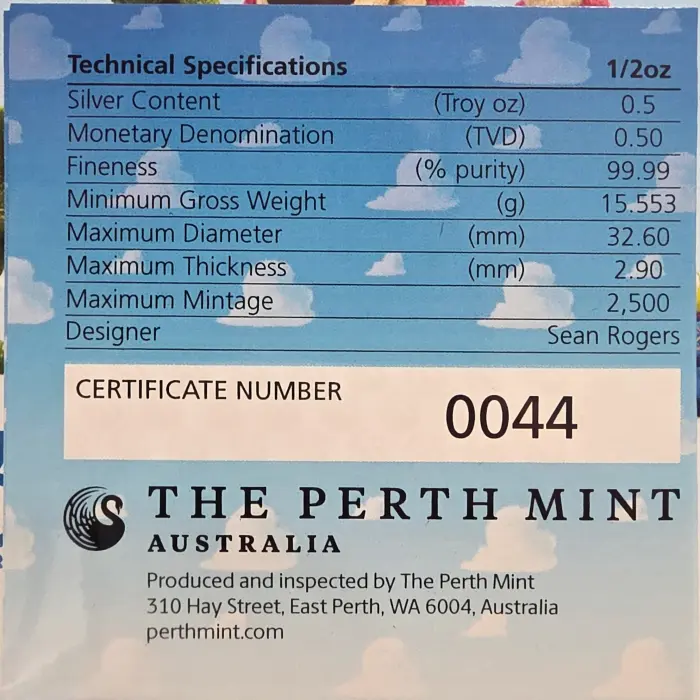 Technical Specifications 1/2oz
Silver Content (Troy oz) 0.5
Monetary Denomination (TVD) 0.50
Fineness (% purity) 99.99
Minimum Gross Weight (g) 15.553
Maximum Diameter (mm) 32.60
Maximum Thickness (mm) 2.90
Maximum Mintage 2,500
Designer Sean Rogers
CERTIFICATE NUMBER 0044
THE PERTH MINT
AUSTRALIA
Produced and inspected by The Perth Mint
310 Hay Street, East Perth, WA 6004, Australia
perthmint.com